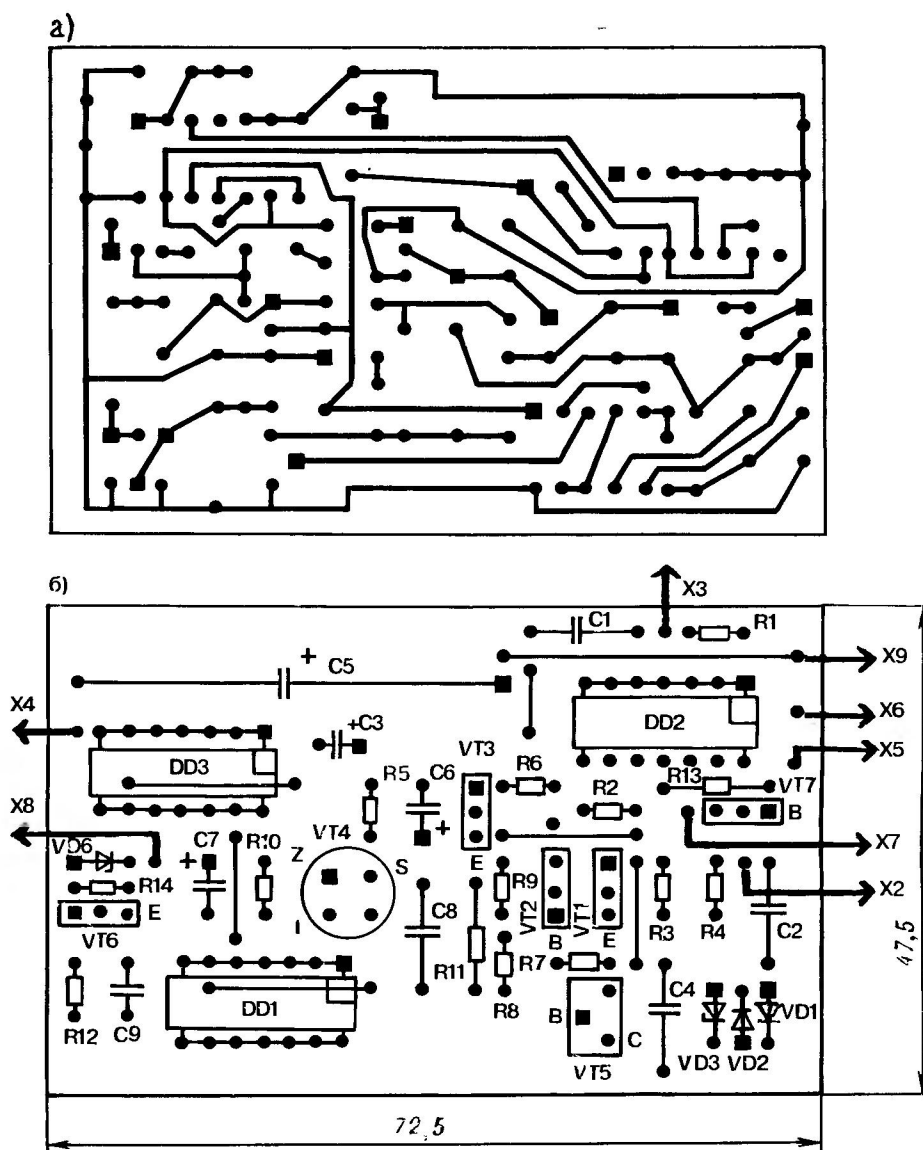 а)
б)
X3
C1
R1
X9
+
C5
X4
X6
+
C3
DD2
X5
VT3
DD3
R5
C6
R6
R13
VT7
R2
B
X8
X7
VD6
+
C7
R10
VT4
+
Z
S
E
R14
R9
X2
VT2
VT1
E
I
C8
VT6
B
E
R3
R4
C2
R11
R7
DD1
R8
B
C4
VD1
R12
C9
C
VD3
VD2
VT5
47,5
72,5